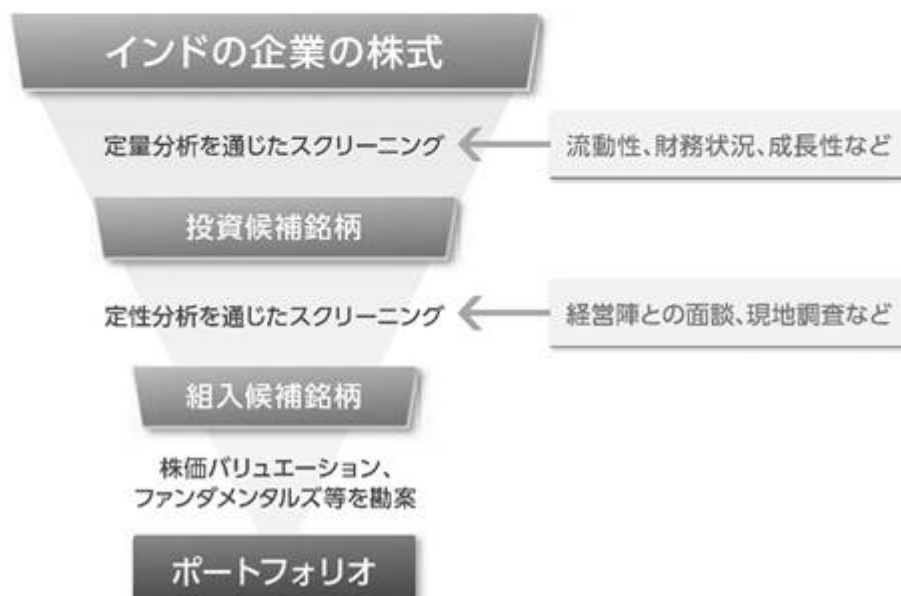 インドの企業の株式
定量分析を通じたスクリーニング
流動性、財務状況、成長性など
投資候補銘柄
定性分析を通じたスクリーニング
経営陣との面談、現地調査など
組入候補銘柄
株価バリュエーション、
ファンダメンタルズ等を勘案
ポートフォリオ